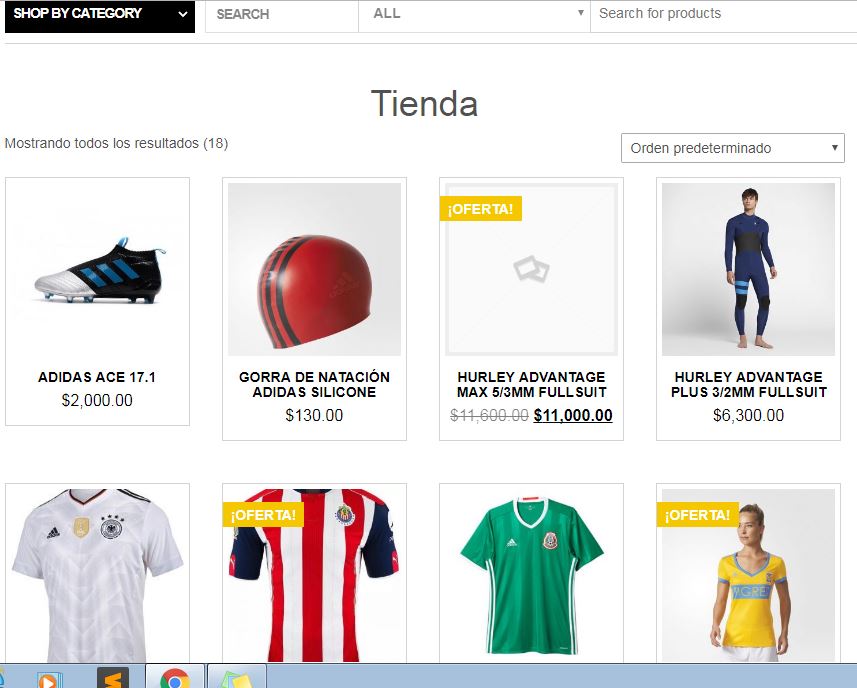 SHOP BY CATEGORY
SEARCH
ALL
Search for products
Tienda
Mostrando todos los resultados (18)
Orden predeterminado
¡OFERTA!
adidas
ADIDAS ACE 17.1
$2,000.00
GORRA DE NATACIÓN
ADIDAS SILICONE
$130.00
HURLEY ADVANTAGE
MAX 5/3MM FULLSUIT
$11,600.00 $11,000.00
HURLEY ADVANTAGE
PLUS 3/2MM FULLSUIT
$6,300.00
¡OFERTA!
¡OFERTA!
TIGRES